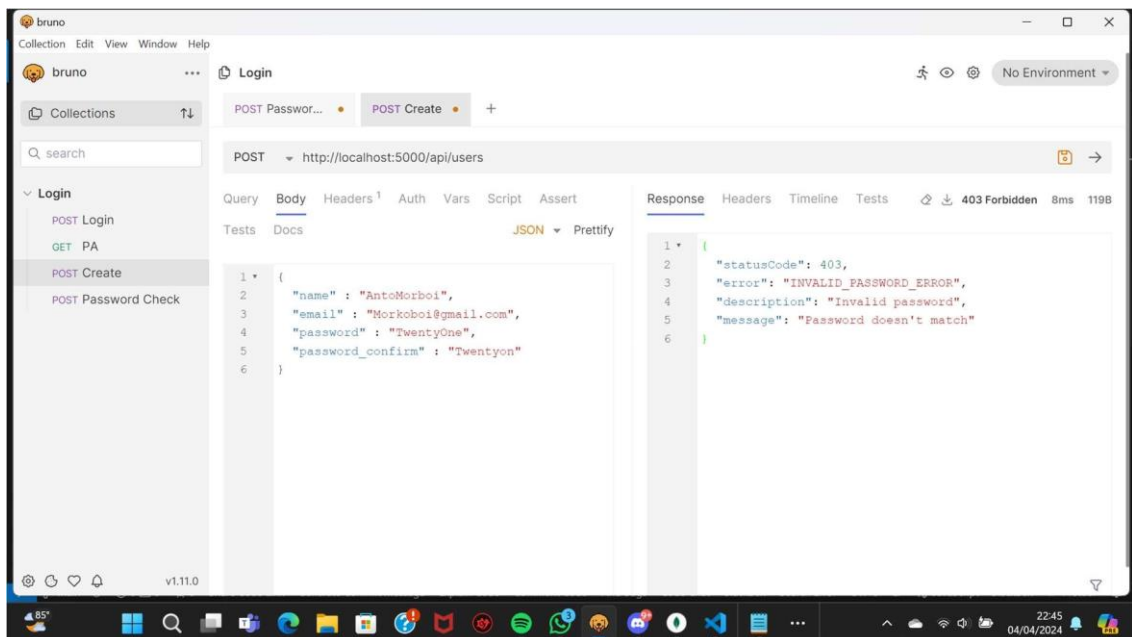 bruno
Collection Edit View Window Help
bruno ...
Login
No Environment
Collections
POST Passwor...
POST Create
+
search
POST http://localhost:5000/api/users
Login
POST Login
GET PA
POST Create
POST Password Check
Query Body Headers 1 Auth Vars Script Assert
Tests Docs
JSON Prettify
1 {
2 "name" : "AntoMorboi",
3 "email" : "Morkoboi@gmail.com",
4 "password" : "TwentyOne",
5 "password_confirm" : "Twentyon"
6 }
Response Headers Timeline Tests 403 Forbidden 8ms 119B
1 {
2 "statusCode": 403,
3 "error": "INVALID_PASSWORD_ERROR",
4 "description": "Invalid password",
5 "message": "Password doesn't match"
6 }
v1.11.0
85°
22:45
04/04/2024